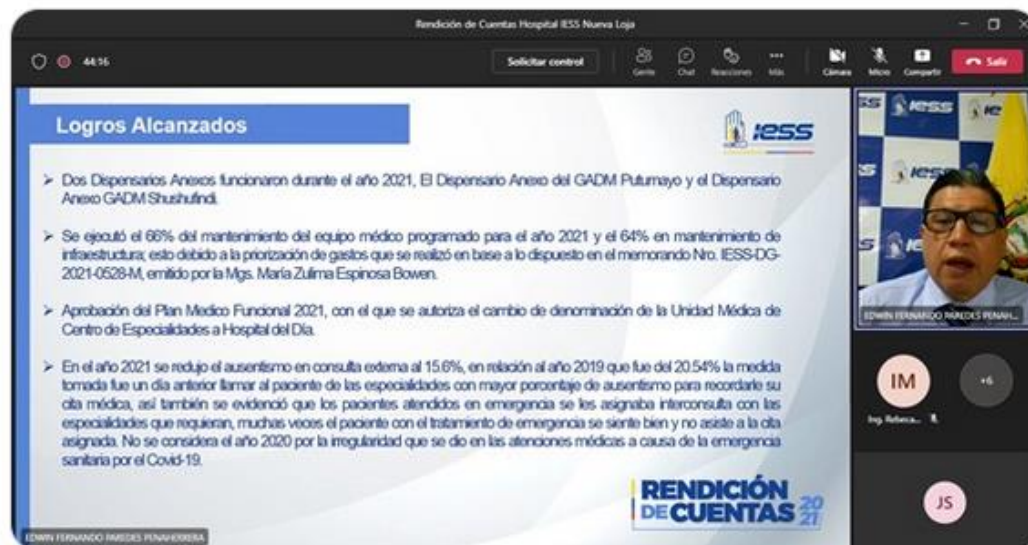 Rendición de Cuentas Hospital IESS Nueva Loja
44:16
Solicitar control
Gente
Chat
Reacciones
Más
Cámara
Micro
Compartir
Salir
Logros Alcanzados
IESS
➤ Dos Dispensarios Anexos funcionaron durante el año 2021, El Dispensario Anexo del GADM Putumayo y el Dispensario
Anexo GADM Shushufindi.
➤ Se ejecutó el 66% del mantenimiento del equipo médico programado para el año 2021 y el 64% en mantenimiento de
infraestructura; esto debido a la priorización de gastos que se realizó en base a lo dispuesto en el memorando Nro. IESS-DG-
2021-0528-M, emitido por la Mgs. María Zulima Espinosa Bowen.
➤ Aprobación del Plan Medico Funcional 2021, con el que se autoriza el cambio de denominación de la Unidad Médica de
Centro de Especialidades a Hospital del Día.
➤ En el año 2021 se redujo el ausentismo en consulta externa al 15.6%, en relación al año 2019 que fue del 20.54% la medida
tomada fue un día anterior llamar al paciente de las especialidades con mayor porcentaje de ausentismo para recordarle su
cita médica, así también se evidenció que los pacientes atendidos en emergencia se les asignaba interconsulta con las
especialidades que requieran, muchas veces el paciente con el tratamiento de emergencia se siente bien y no asiste a la cita
asignada. No se considera el año 2020 por la irregularidad que se dio en las atenciones médicas a causa de la emergencia
sanitaria por el Covid-19.
RENDICIÓN
DE CUENTAS 2021
EDWIN FERNANDO PAREDES PENAHERRERA
IESS
EDWIN FERNANDO PAREDES PENAH...
IM
+6
Ing. Rebeca...
JS